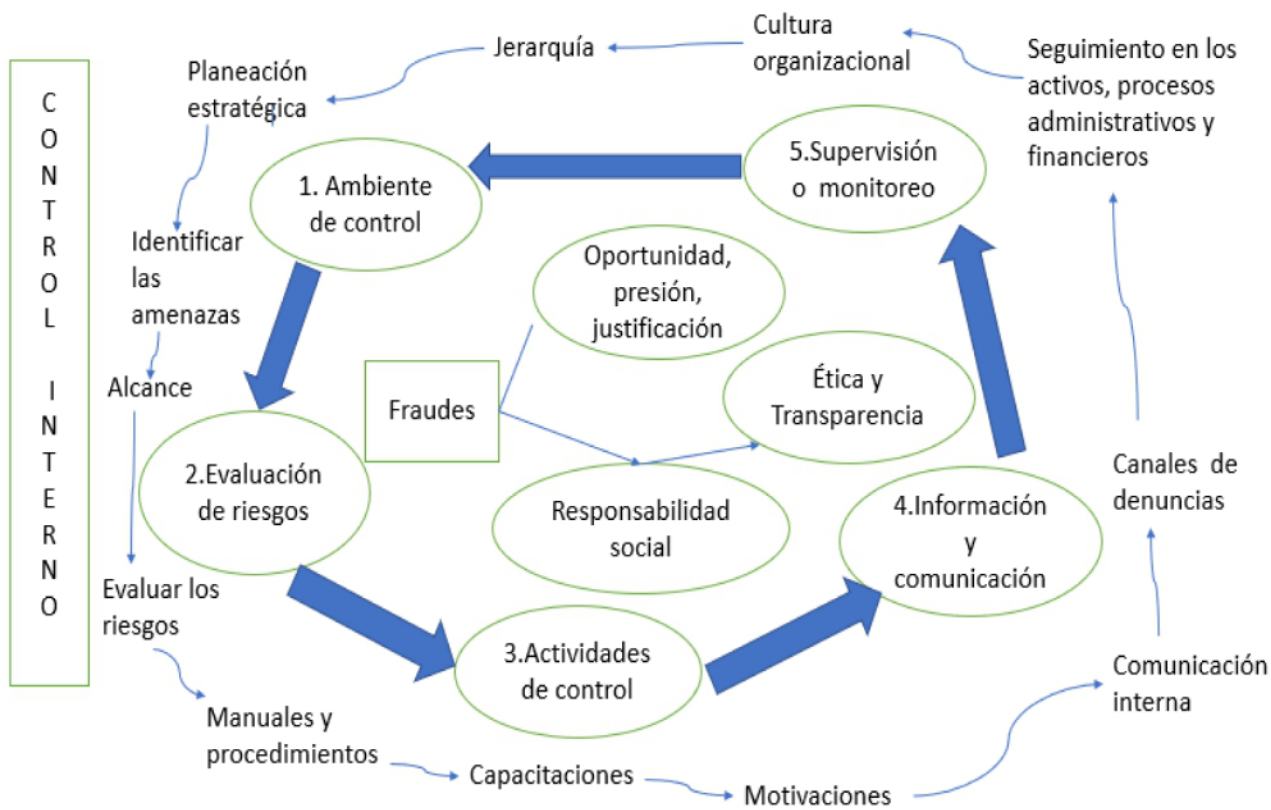 CONTROL INTERNO
Planeación
estratégica
Jerarquía
Cultura
organizacional
Seguimiento en los
activos, procesos
administrativos y
financieros
1. Ambiente
de control
5.Supervisión
o monitoreo
Identificar
las
amenazas
Oportunidad,
presión,
justificación
Alcance
Fraudes
Ética y
Transparencia
2.Evaluación
de riesgos
Responsabilidad
social
4.Información
y
comunicación
Canales de
denuncias
Evaluar los
riesgos
3.Actividades
de control
Comunicación
interna
Manuales y
procedimientos
Capacitaciones
Motivaciones